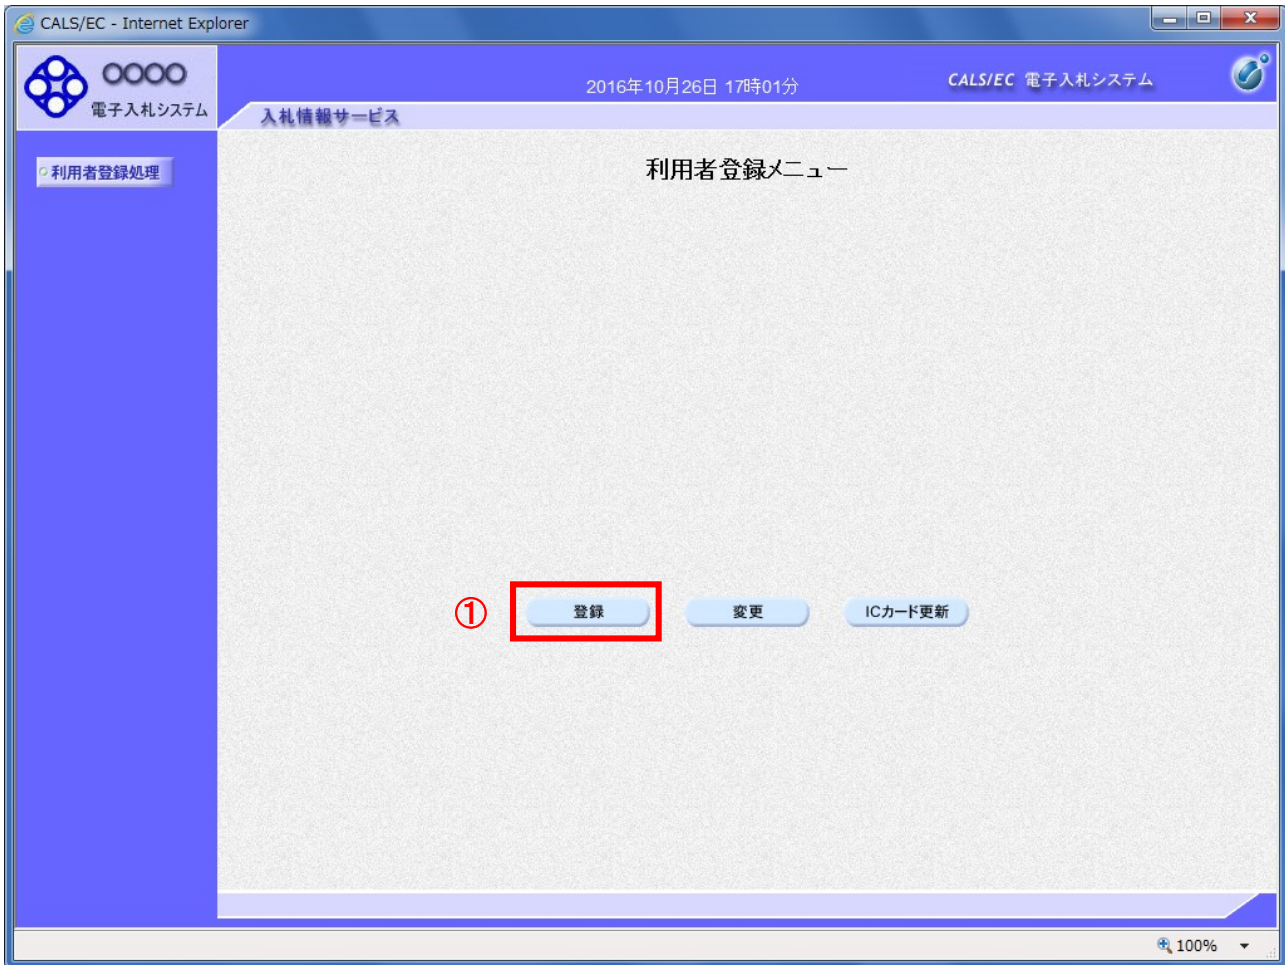 CALS/EC - Internet Explorer
○○○○
電子入札システム
2016年10月26日 17時01分
CALS/EC 電子入札システム
入札情報サービス
利用者登録処理
利用者登録メニュー
①
登録
変更
ICカード更新
100%